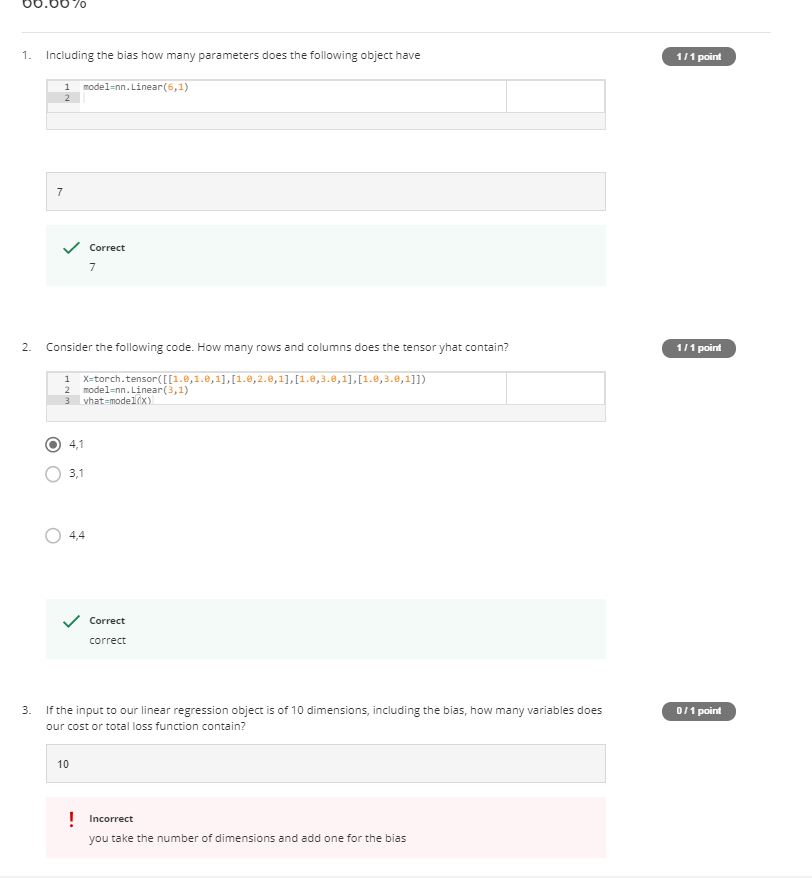 66.66%
1. Including the bias how many parameters does the following object have
1 / 1 point
1 model=nn.Linear(6,1)
2
7
Correct
7
2. Consider the following code. How many rows and columns does the tensor yhat contain?
1 / 1 point
1 X=torch.tensor([[1.0,1.0,1],[1.0,2.0,1],[1.0,3.0,1],[1.0,3.0,1]])
2 model=nn.Linear(3,1)
3 yhat=model(X)
4,1
3,1
4,4
Correct
correct
3. If the input to our linear regression object is of 10 dimensions, including the bias, how many variables does
our cost or total loss function contain?
0 / 1 point
10
! Incorrect
you take the number of dimensions and add one for the bias